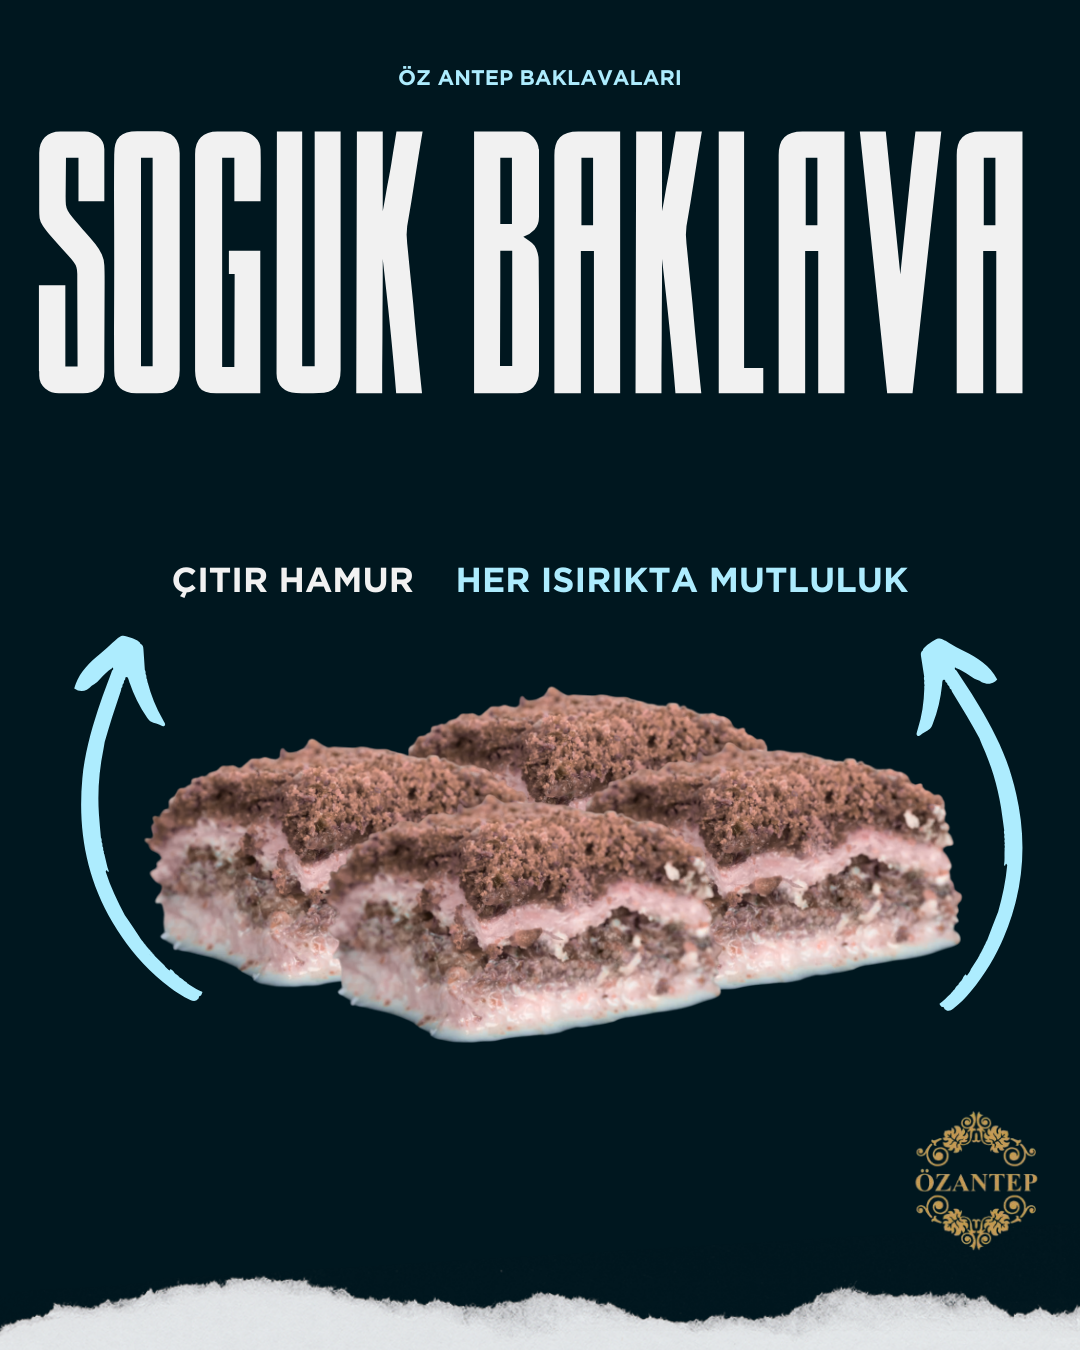 ÖZ ANTEP BAKLAVALARI
SOGUK BAKLAVA
ÇITIR HAMUR HER ISIRIKTA MUTLULUK
ÖZANTEP